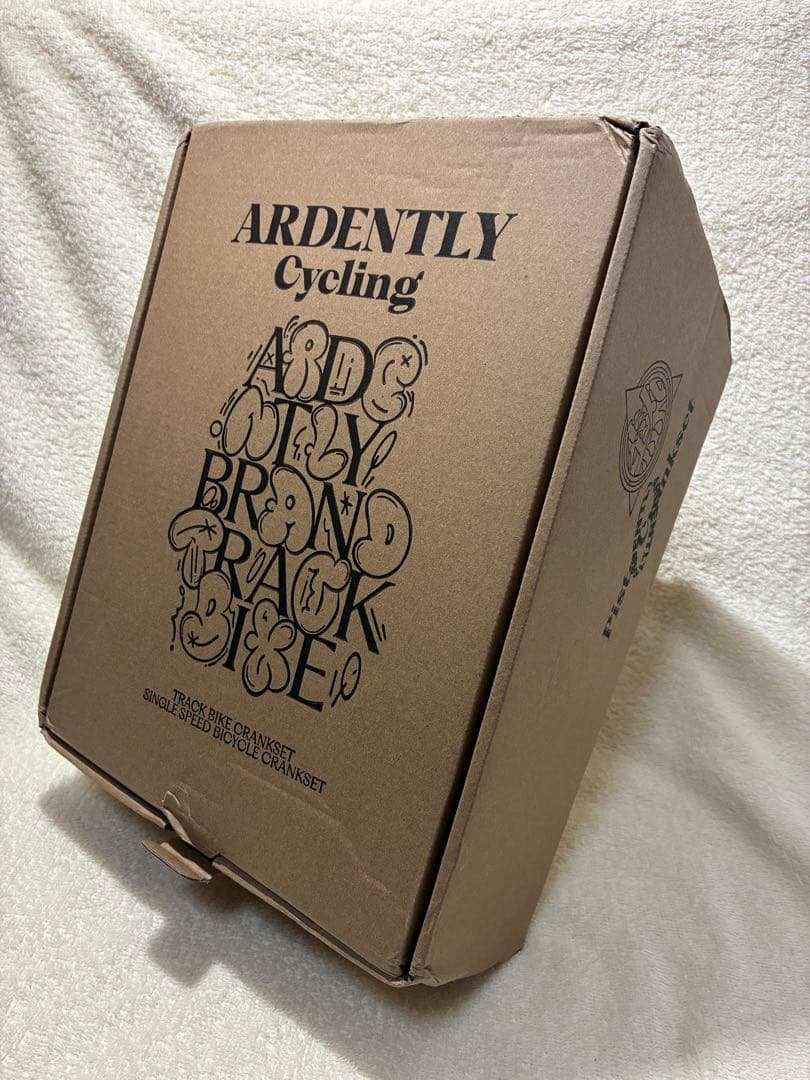 ARDENTLY
Cycling
ARDE
NTLY
BRAND
TRACK
BIKE
TRACK BIKE CRANKSET
SINGLE SPEED BICYCLE CRANKSET